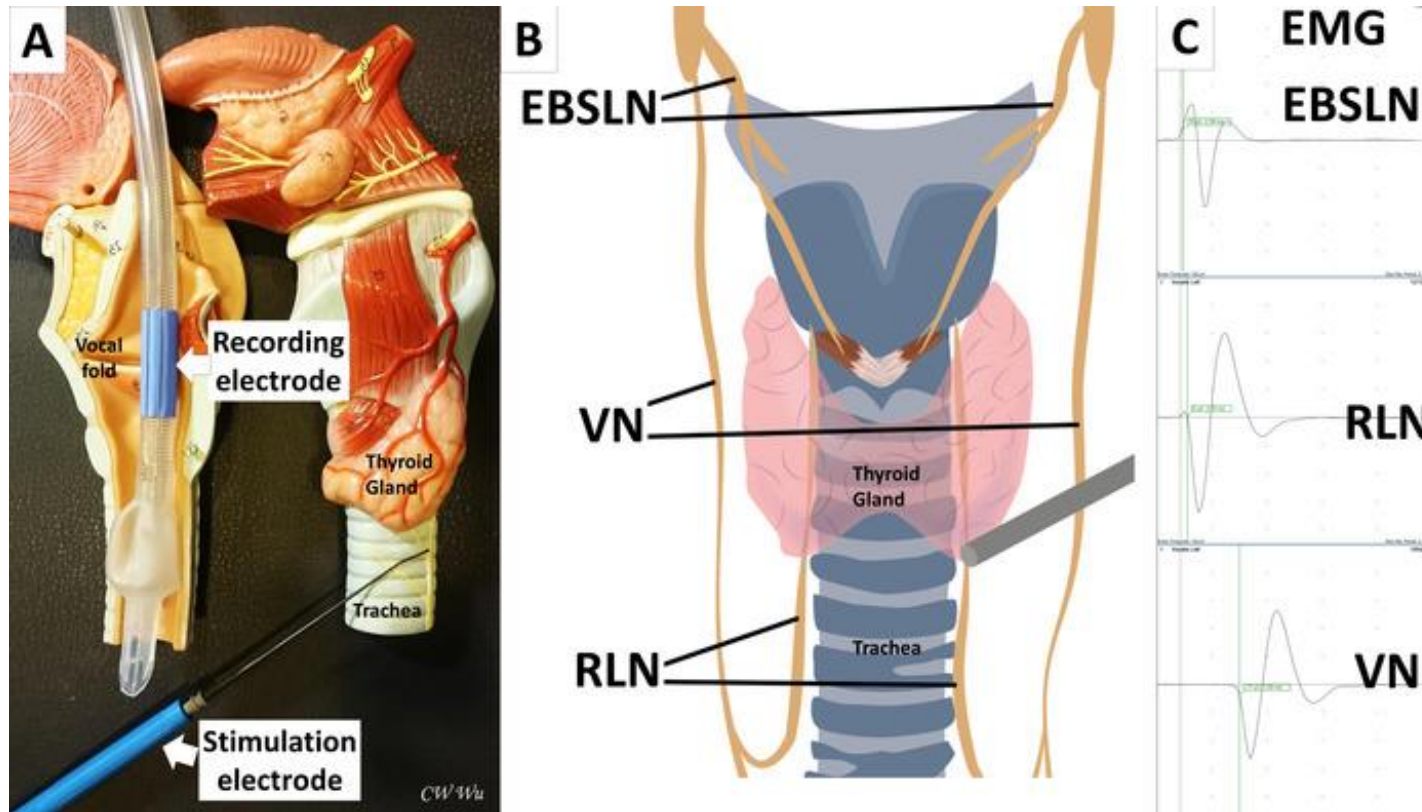 A
Vocal
fold
Recording
electrode
Thyroid
Gland
Trachea
Stimulation
electrode
CW Wu
B
EBSLN
VN
Thyroid
Gland
Trachea
RLN
C
EMG
EBSLN
RLN
VN